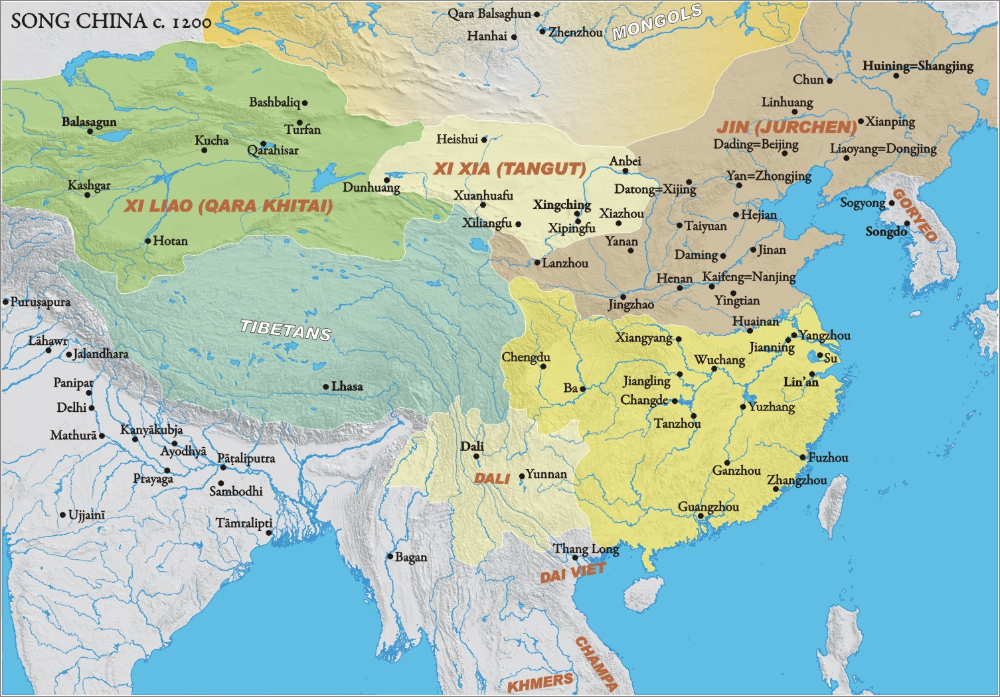 SONG CHINA c. 1200
Qara Balsaghun
Hanhai
Zhenzhou
MONGOLS
Huining=Shangjing
Chun
Linhuang
JIN (JURCHEN)
Xianping
Dading=Beijing
Liaoyang=Dongjing
Bashbaliq
Turfan
Balasagun
Kucha
Qarahisar
Kashgar
XI LIAO (QARA KHITAI)
Hotan
Heishui
XI XIA (TANGUT)
Anbei
Dunhuang
Xuanhuafu
Xingching
Xiliangfu
Xipingfu
Xiazhou
Datong=Xijing
Yan=Zhongjing
Sogyong
GORYEO
Songdo
Hejian
Taiyuan
Yanan
Daming
Jinan
Lanzhou
Henan
Kaifeng=Nanjing
Yingtian
Jingzhao
Huainan
Puruṣapura
TIBETANS
Lāhawr
Jalandhara
Xiangyang
Jianning
Yangzhou
Su
Chengdu
Wuchang
Panipat
Lhasa
Ba
Jiangling
Lin'an
Delhi
Changde
Yuzhang
Tanzhou
Mathurā
Kanyākubja
Ayodhyā
Pāṭaliputra
Prayaga
Sambodhi
Dali
DALI
Yunnan
Ganzhou
Fuzhou
Zhangzhou
Guangzhou
Ujjainī
Tāmralipti
Bagan
Thang Long
DAI VIET
CHAMPA
KHMERS